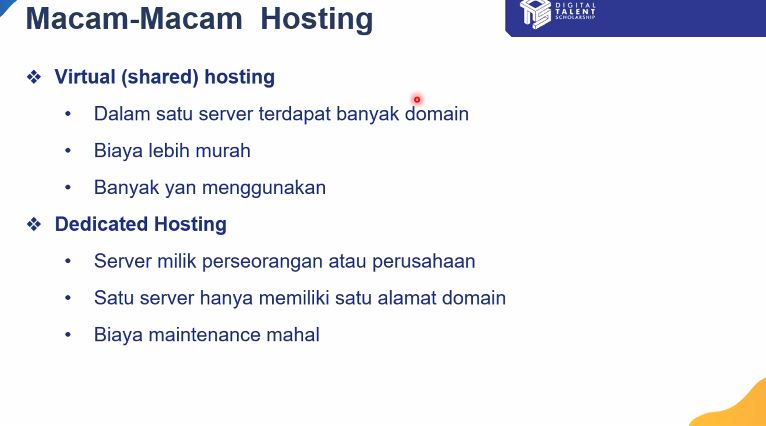 Macam-Macam Hosting
DIGITAL
TALENT
SCHOLARSHIP
❖ Virtual (shared) hosting
• Dalam satu server terdapat banyak domain
• Biaya lebih murah
• Banyak yan menggunakan
❖ Dedicated Hosting
• Server milik perseorangan atau perusahaan
• Satu server hanya memiliki satu alamat domain
• Biaya maintenance mahal